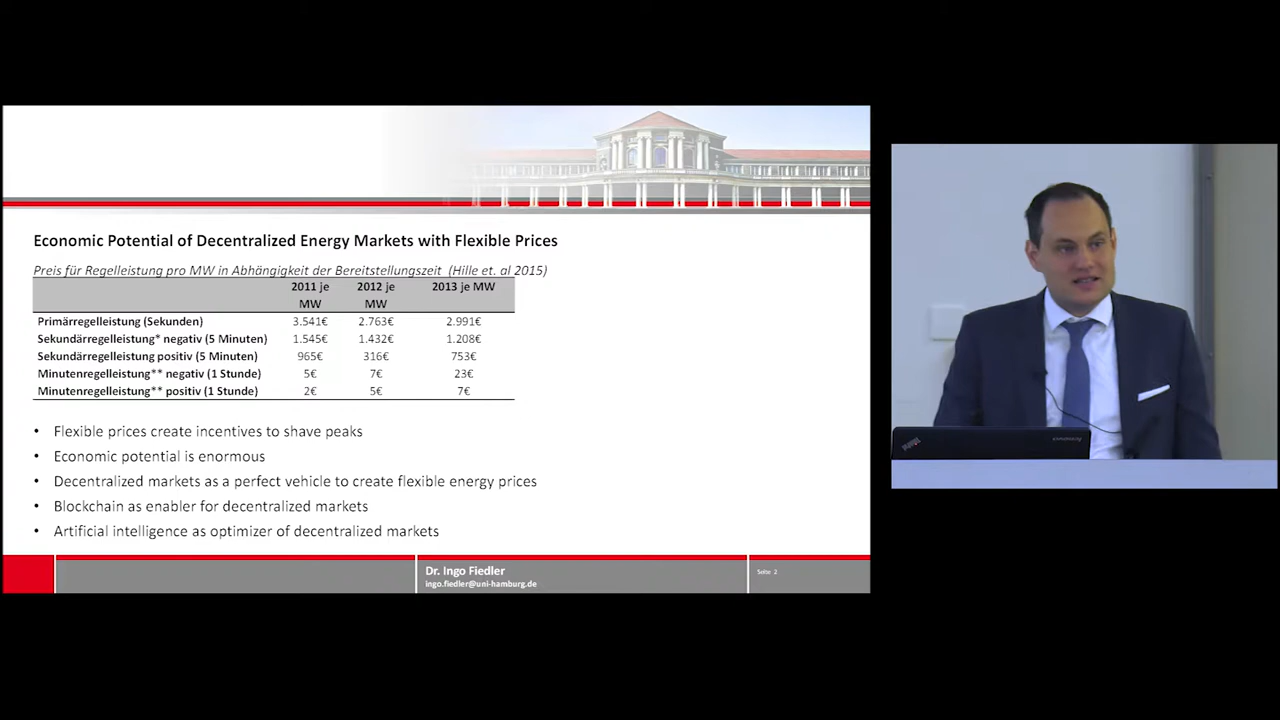 Economic Potential of Decentralized Energy Markets with Flexible Prices
Preis für Regelleistung pro MW in Abhängigkeit der Bereitstellungszeit (Hille et. al 2015)
2011 je MW 2012 je MW 2013 je MW
Primärregelleistung (Sekunden) 3.541€ 2.763€ 2.991€
Sekundärregelleistung* negativ (5 Minuten) 1.545€ 1.432€ 1.208€
Sekundärregelleistung positiv (5 Minuten) 965€ 316€ 753€
Minutenregelleistung** negativ (1 Stunde) 5€ 7€ 23€
Minutenregelleistung** positiv (1 Stunde) 2€ 5€ 7€
• Flexible prices create incentives to shave peaks
• Economic potential is enormous
• Decentralized markets as a perfect vehicle to create flexible energy prices
• Blockchain as enabler for decentralized markets
• Artificial intelligence as optimizer of decentralized markets
Dr. Ingo Fiedler
ingo.fiedler@uni-hamburg.de
Seite 2